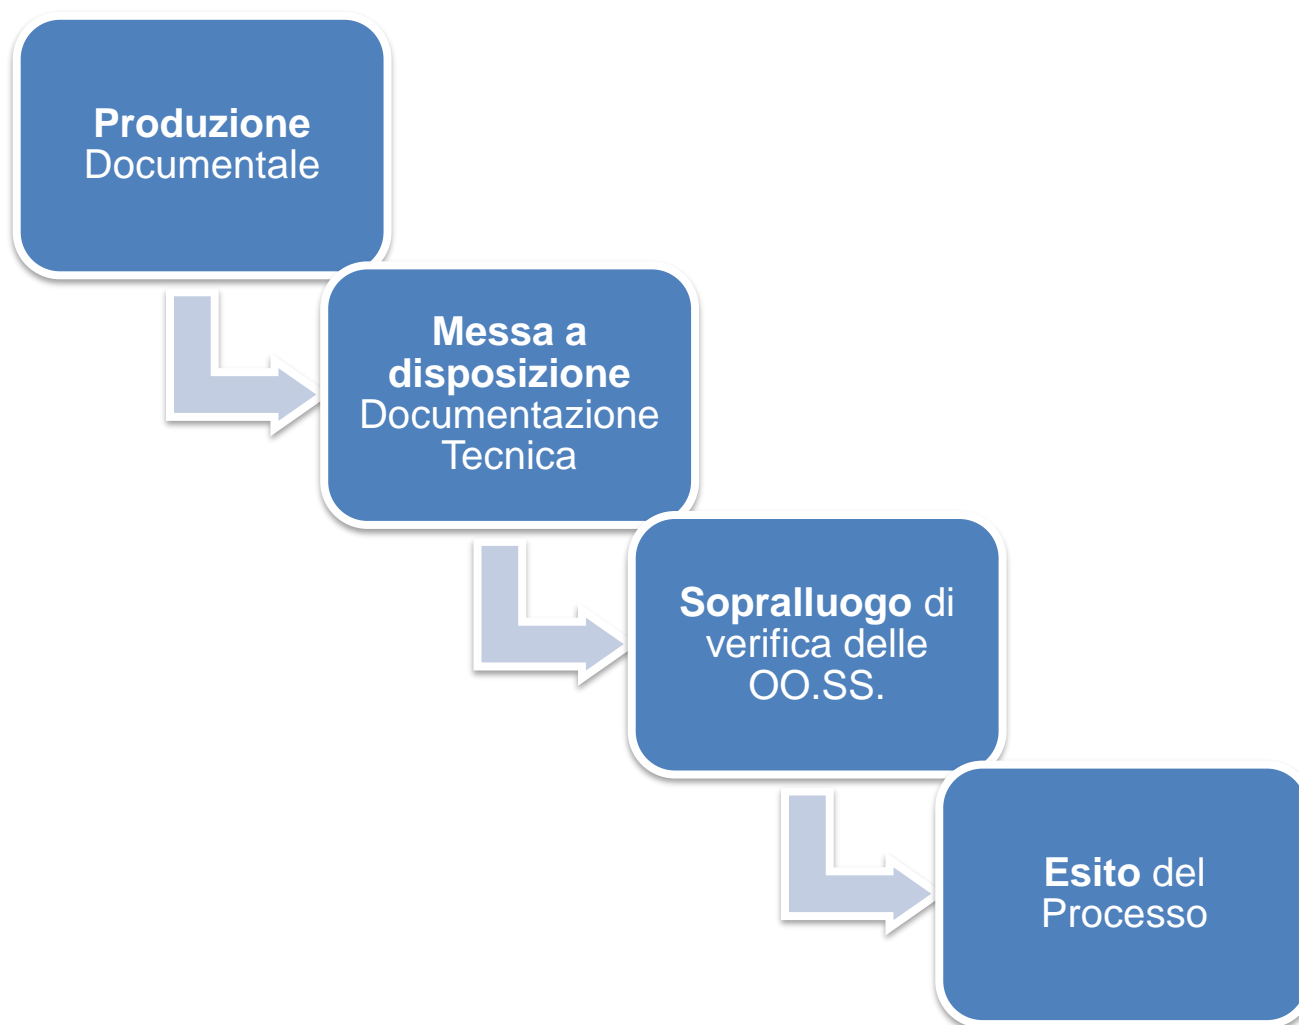 Produzione
Documentale
Messa a
disposizione
Documentazione
Tecnica
Sopralluogo di
verifica delle
OO.SS.
Esito del
Processo